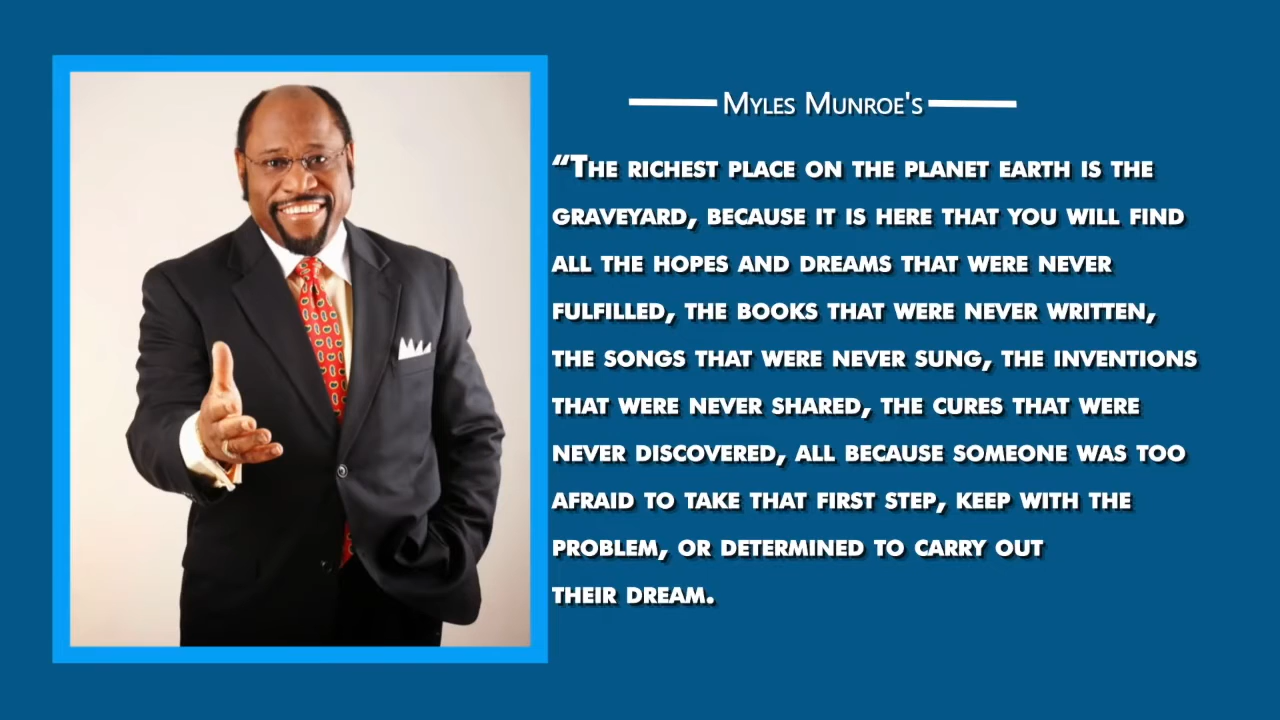 Myles Munroe's
“The richest place on the planet earth is the
graveyard, because it is here that you will find
all the hopes and dreams that were never
fulfilled, the books that were never written,
the songs that were never sung, the inventions
that were never shared, the cures that were
never discovered, all because someone was too
afraid to take that first step, keep with the
problem, or determined to carry out
their dream.